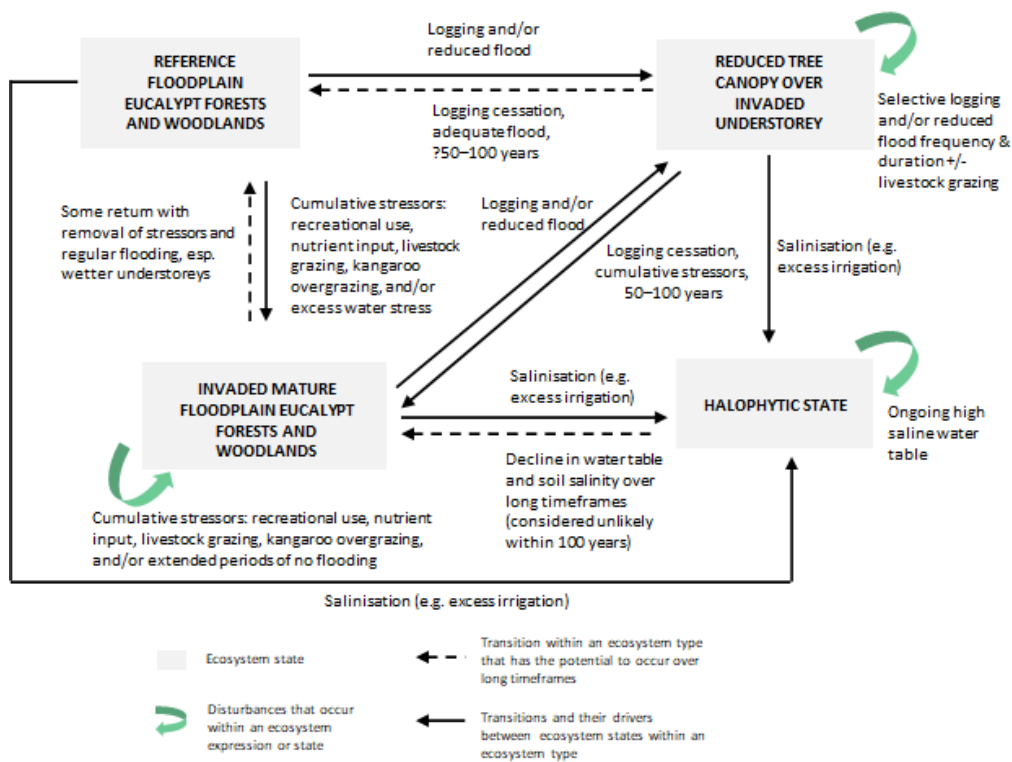 REFERENCE
FLOODPLAIN
EUCALYPT FORESTS
AND WOODLANDS
Logging and/or
reduced flood
Logging cessation,
adequate flood,
?50–100 years
REDUCED TREE
CANOPY OVER
INVADED
UNDERSTOREY
Selective logging
and/or reduced
flood frequency &
duration +/-
livestock grazing
Some return with
removal of stressors and
regular flooding, esp.
wetter understoreys
Cumulative stressors:
recreational use,
nutrient input, livestock
grazing, kangaroo
overgrazing, and/or
excess water stress
Logging and/or
reduced flood
Logging cessation,
cumulative stressors,
50–100 years
Salinisation (e.g.
excess irrigation)
INVADED MATURE
FLOODPLAIN EUCALYPT
FORESTS AND
WOODLANDS
Salinisation (e.g.
excess irrigation)
Decline in water table
and soil salinity over
long timeframes
(considered unlikely
within 100 years)
HALOPHYTIC STATE
Ongoing high
saline water
table
Cumulative stressors: recreational use, nutrient
input, livestock grazing, kangaroo overgrazing,
and/or extended periods of no flooding
Salinisation (e.g. excess irrigation)
Ecosystem state
Transition within an ecosystem type
that has the potential to occur over
long timeframes
Disturbances that occur
within an ecosystem
expression or state
Transitions and their drivers
between ecosystem states within an
ecosystem type